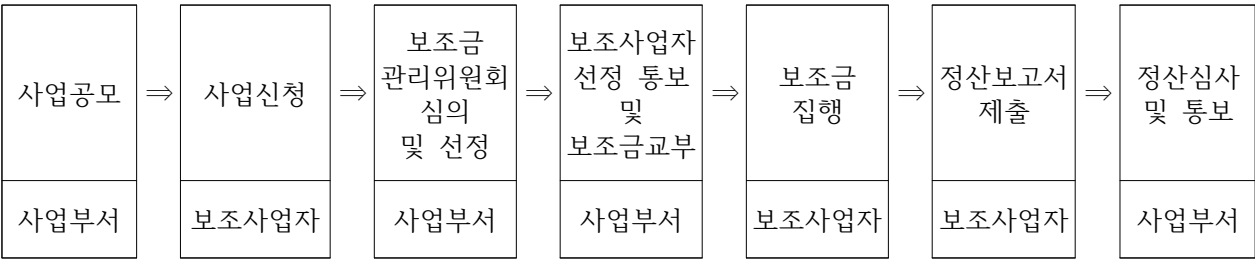 사업공모
사업부서
⇒
사업신청
보조사업자
⇒
보조금
관리위원회
심의
및 선정
사업부서
⇒
보조사업자
선정 통보
및
보조금교부
사업부서
⇒
보조금
집행
보조사업자
⇒
정산보고서
제출
보조사업자
⇒
정산심사
및 통보
사업부서